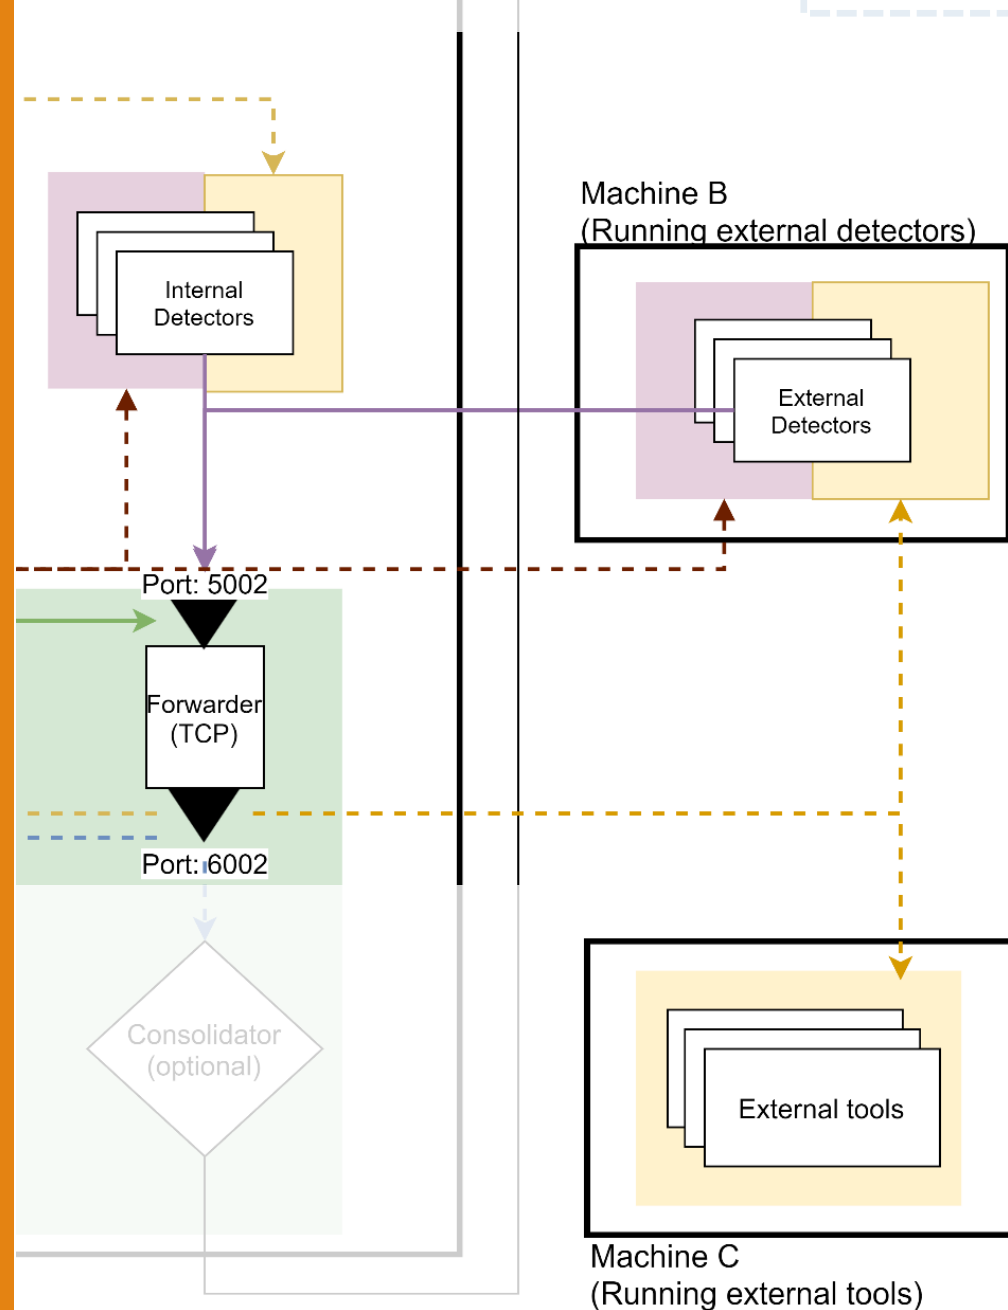 Machine B
(Running external detectors)
Internal
Detectors
External
Detectors
Port: 5002
Forwarder
(TCP)
Port: 6002
Consolidator
(optional)
External tools
Machine C
(Running external tools)